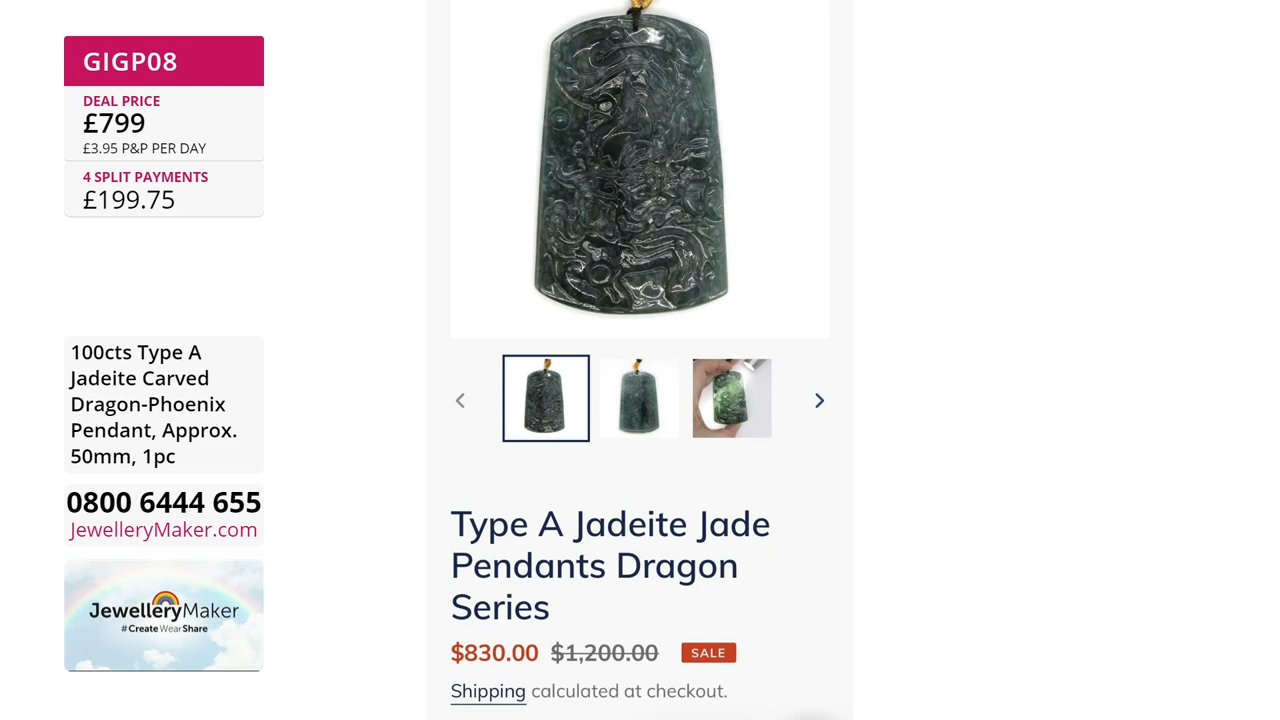 GIGP08
DEAL PRICE
£799
£3.95 P&P PER DAY
4 SPLIT PAYMENTS
£199.75
100cts Type A
Jadeite Carved
Dragon-Phoenix
Pendant, Approx.
50mm, 1pc
0800 6444 655
JewelleryMaker.com
JewelleryMaker
#CreateWearShare
Type A Jadeite Jade
Pendants Dragon
Series
$830.00 $1,200.00 SALE
Shipping calculated at checkout.